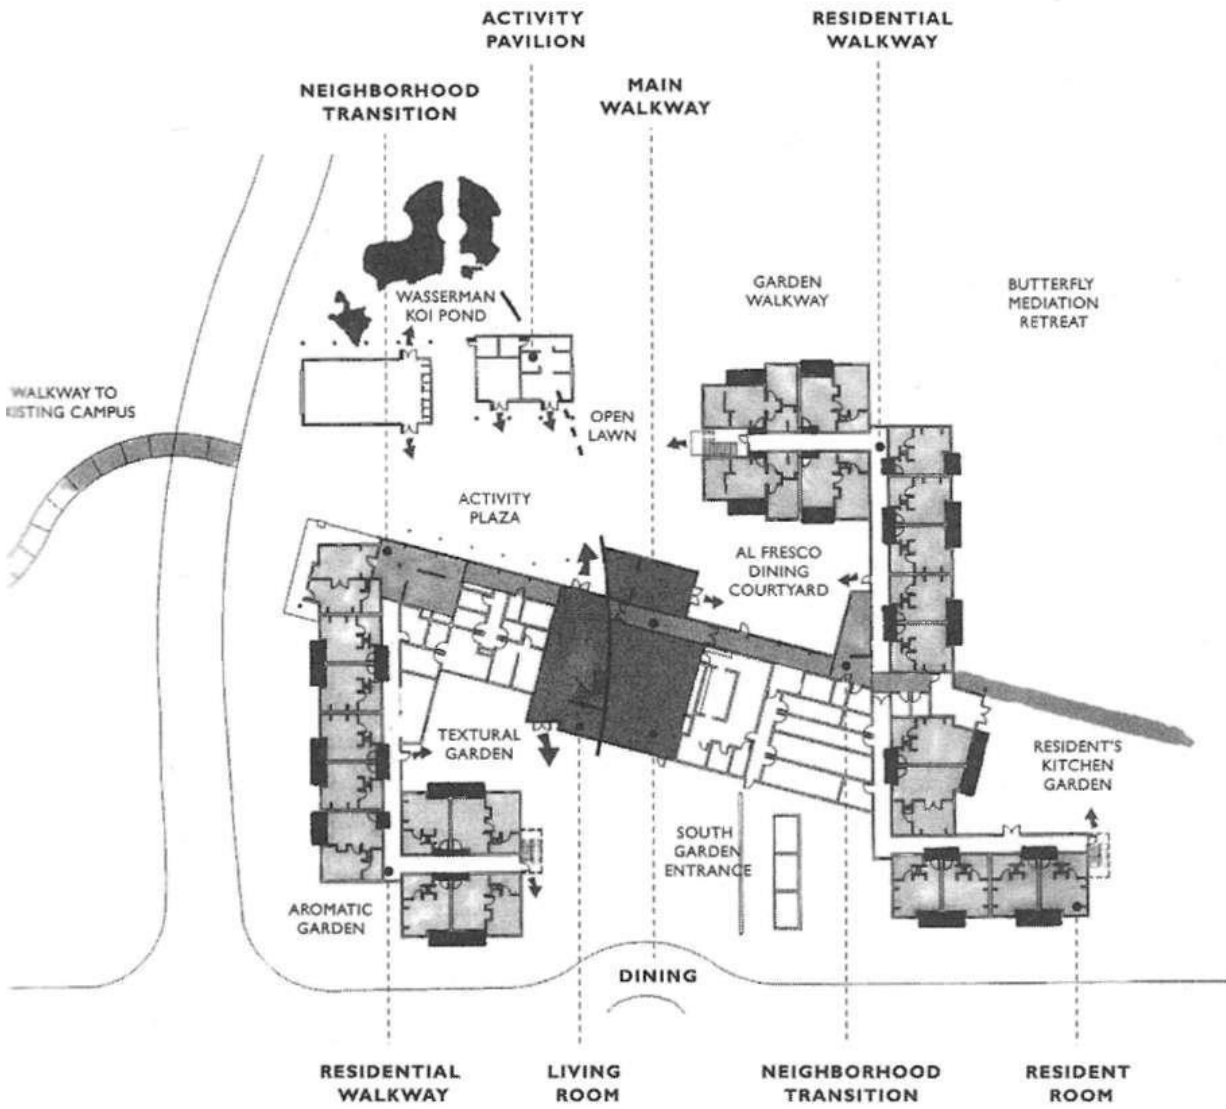 ACTIVITY
PAVILION
RESIDENTIAL
WALKWAY
NEIGHBORHOOD
TRANSITION
MAIN
WALKWAY
WASSERMAN
KOI POND
GARDEN
WALKWAY
BUTTERFLY
MEDIATION
RETREAT
WALKWAY TO
ISTING CAMPUS
OPEN
LAWN
ACTIVITY
PLAZA
AL FRESCO
DINING
COURTYARD
TEXTURAL
GARDEN
RESIDENT'S
KITCHEN
GARDEN
SOUTH
GARDEN
ENTRANCE
AROMATIC
GARDEN
DINING
RESIDENTIAL
WALKWAY
LIVING
ROOM
NEIGHBORHOOD
TRANSITION
RESIDENT
ROOM